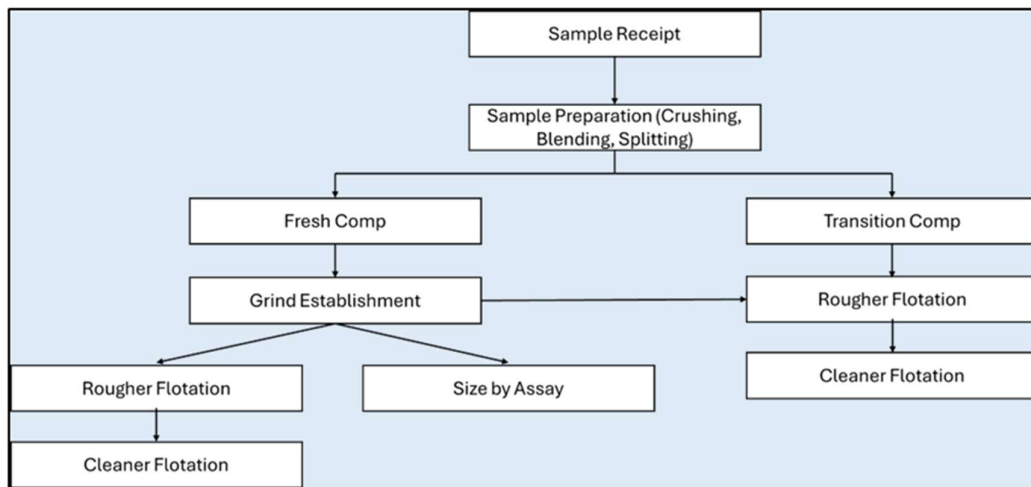 Sample Receipt
Sample Preparation (Crushing,
Blending, Splitting)
Fresh Comp
Transition Comp
Grind Establishment
Rougher Flotation
Rougher Flotation
Size by Assay
Cleaner Flotation
Cleaner Flotation